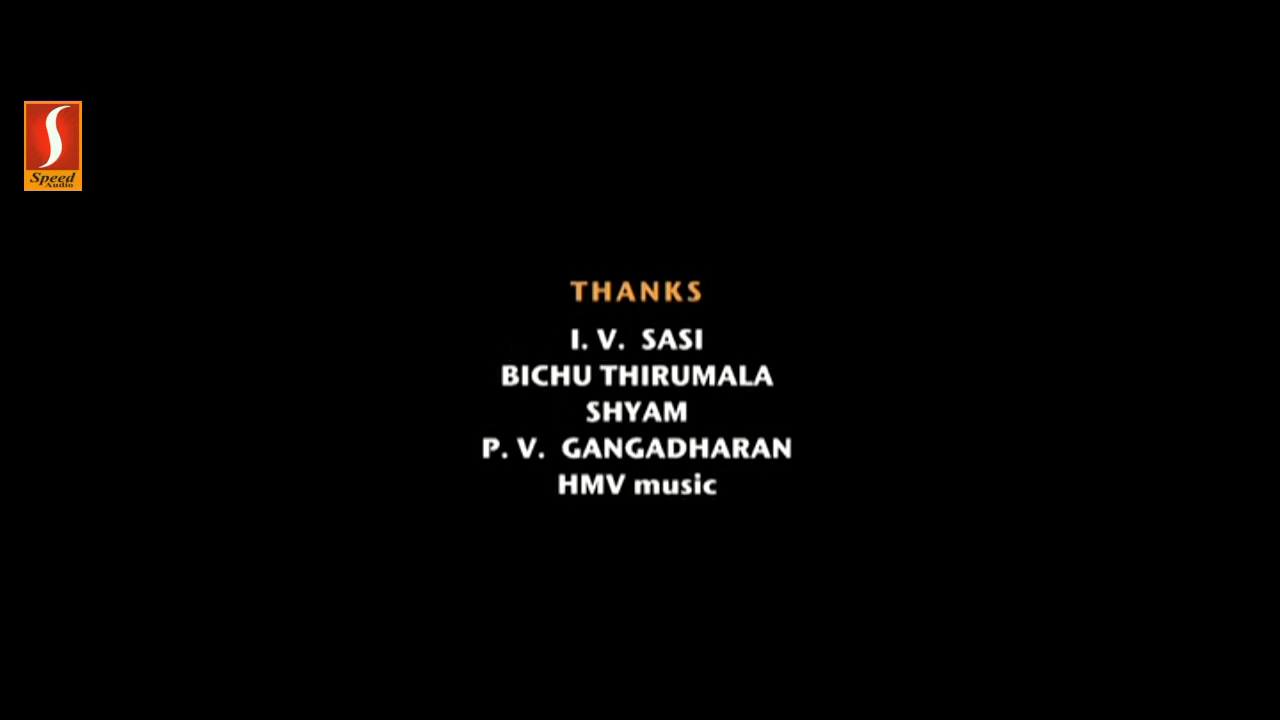 Speed
Audio
THANKS
I. V. SASI
BICHU THIRUMALA
SHYAM
P. V. GANGADHARAN
HMV music